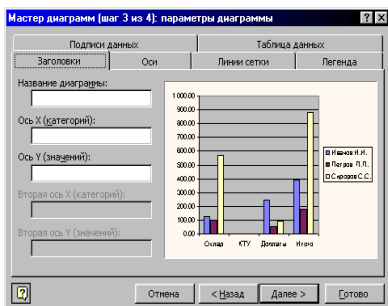 Мастер диаграмм (шаг 3 из 4): параметры диаграммы
Подписи данных
Таблица данных
Заголовки
Оси
Линии сетки
Легенда
Название диаграммы:
Ось X (категорий):
Ось Y (значений):
Вторая ось X (категорий):
Вторая ось Y (значений):
1000.00
900.00
800.00
700.00
600.00
500.00
400.00
300.00
200.00
100.00
0.00
Оклад
КТУ
Доплаты
Итого
Иванов И.И.
Петров П.П.
Сидоров С.С.
Отмена
< Назад
Далее >
Готово